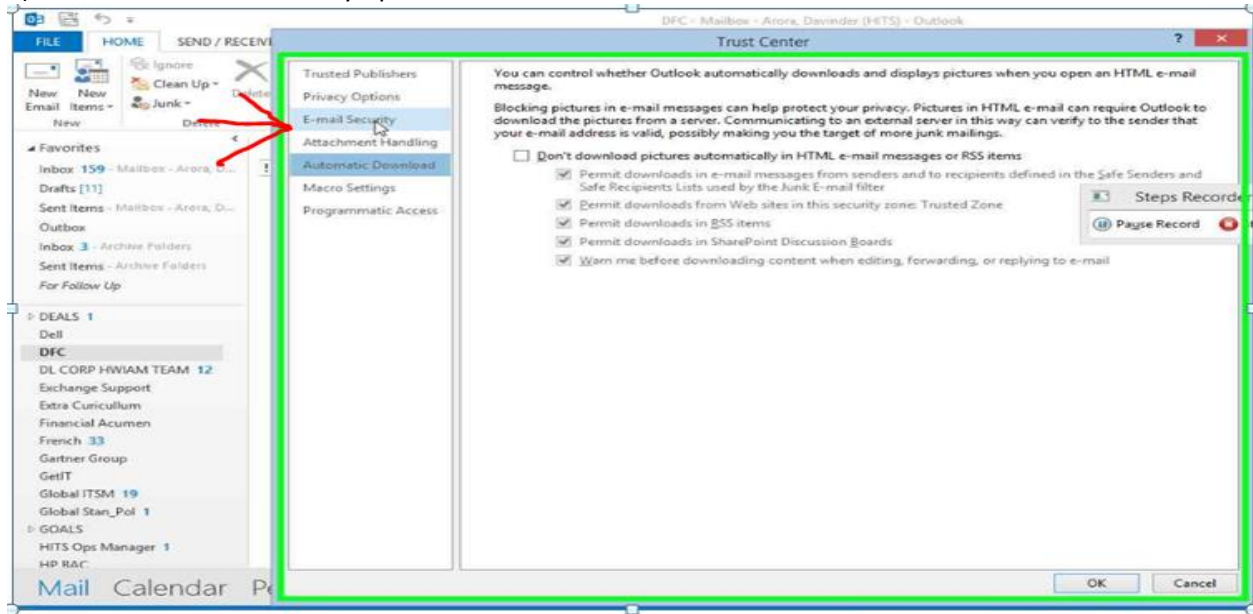 DFC - Mailbox - Arora, Davinder (HITS) - Outlook
FILE HOME SEND / RECEIVE
Trust Center ?
New Email
New Items
Ignore
Clean Up
Junk
Delete
New
Delete
Favorites
Inbox 159 - Mailbox - Arora, D...
Drafts [11]
Sent Items - Mailbox - Arora, D...
Outbox
Inbox 3 - Archive Folders
Sent Items - Archive Folders
For Follow Up
DEALS 1
Dell
DFC
DL CORP HWIAM TEAM 12
Exchange Support
Extra Curicullum
Financial Acumen
French 33
Gartner Group
GetIT
Global ITSM 19
Global Stan_Pol 1
GOALS
HITS Ops Manager 1
HP BAC
Mail Calendar Pe
Trusted Publishers
Privacy Options
E-mail Security
Attachment Handling
Automatic Download
Macro Settings
Programmatic Access
You can control whether Outlook automatically downloads and displays pictures when you open an HTML e-mail
message.
Blocking pictures in e-mail messages can help protect your privacy. Pictures in HTML e-mail can require Outlook to
download the pictures from a server. Communicating to an external server in this way can verify to the sender that
your e-mail address is valid, possibly making you the target of more junk mailings.
Don't download pictures automatically in HTML e-mail messages or RSS items
Permit downloads in e-mail messages from senders and to recipients defined in the Safe Senders and
Safe Recipients Lists used by the Junk E-mail filter
Permit downloads from Web sites in this security zone: Trusted Zone
Permit downloads in RSS items
Permit downloads in SharePoint Discussion Boards
Warn me before downloading content when editing, forwarding, or replying to e-mail
Steps Recorder
Pause Record
OK Cancel